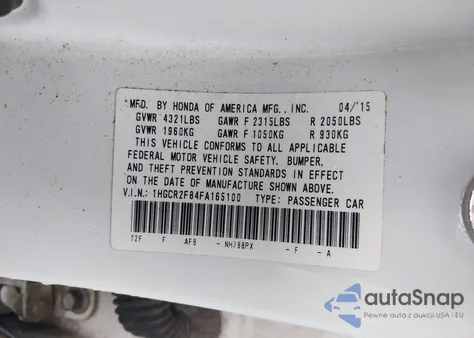 *MFD. BY HONDA OF AMERICA MFG., INC. 04/'15
GVWR 4321LBS GAWR F 2315LBS R 2050LBS
GVWR 1960KG GAWR F 1050KG R 930KG
THIS VEHICLE CONFORMS TO ALL APPLICABLE
FEDERAL MOTOR VEHICLE SAFETY, BUMPER,
AND THEFT PREVENTION STANDARDS IN EFFECT
ON THE DATE OF MANUFACTURE SHOWN ABOVE.
V.I.N.: 1HGCR2F84FA165100 TYPE: PASSENGER CAR
T2F F AF9 - NH788PX - F - A
autoSnap
Pewne auta z aukcji USA i EU